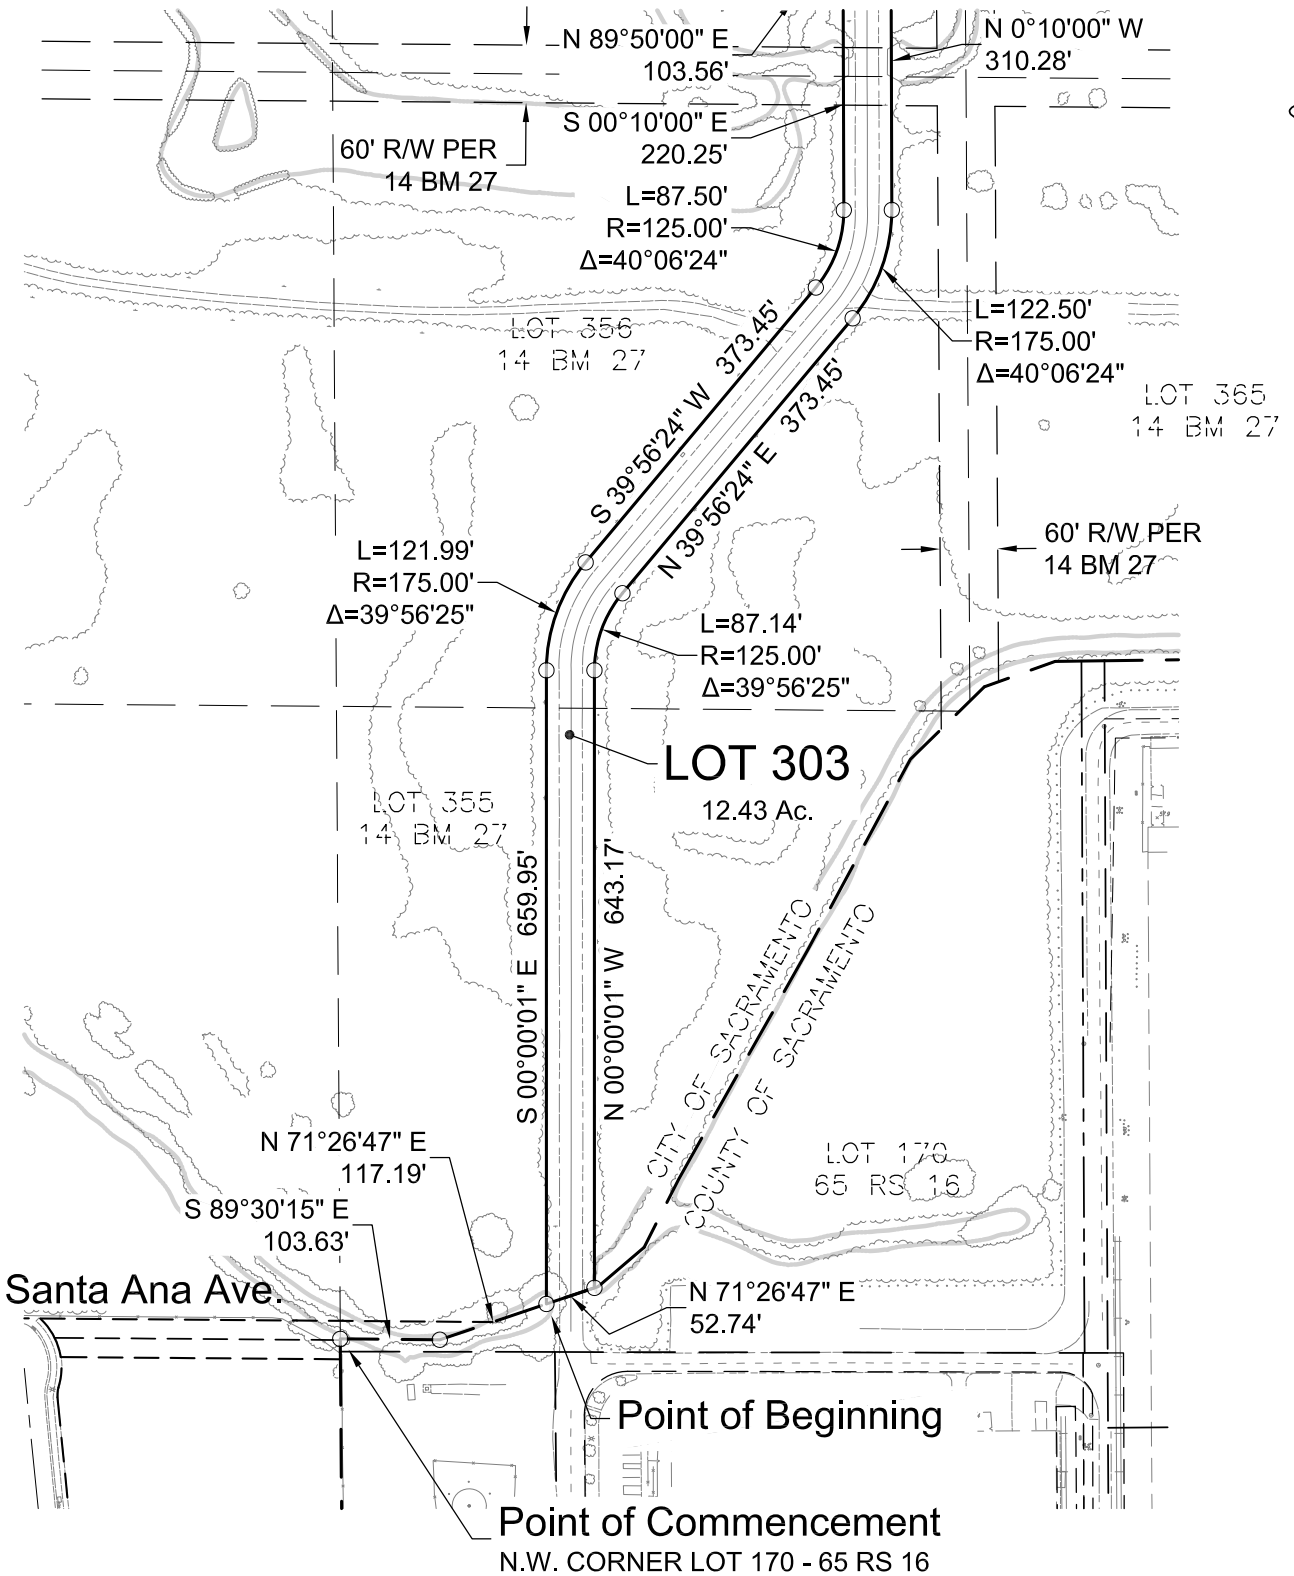 N 89°50'00" E
103.56'
N 0°10'00" W
310.28'
S 00°10'00" E
220.25'
60' R/W PER
14 BM 27
L=87.50'
R=125.00'
Δ=40°06'24"
L=122.50'
R=175.00'
Δ=40°06'24"
LOT 356
14 BM 27
LOT 365
14 BM 27
S 39°56'24" W 373.45'
N 39°56'24" E 373.45'
60' R/W PER
14 BM 27
L=121.99'
R=175.00'
Δ=39°56'25"
L=87.14'
R=125.00'
Δ=39°56'25"
LOT 303
12.43 Ac.
LOT 355
14 BM 27
S 00°00'01" E 659.95'
N 00°00'01" W 643.17'
CITY OF SACRAMENTO
COUNTY OF SACRAMENTO
N 71°26'47" E
117.19'
LOT 170
65 RS 16
S 89°30'15" E
103.63'
Santa Ana Ave.
N 71°26'47" E
52.74'
Point of Beginning
Point of Commencement
N.W. CORNER LOT 170 - 65 RS 16